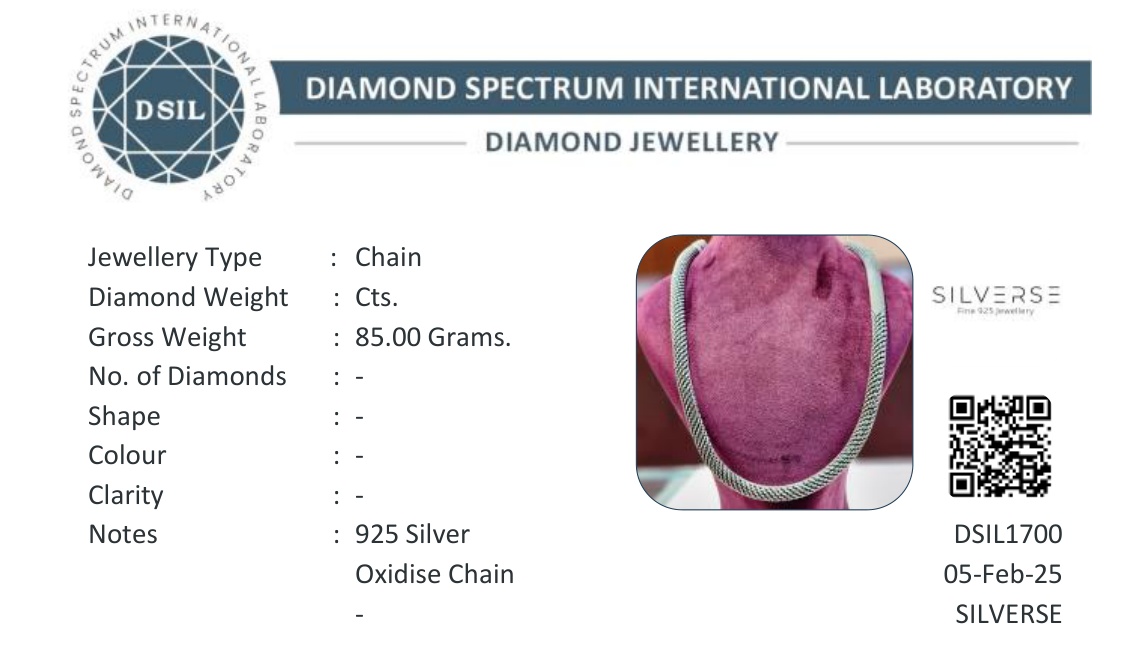 DIAMOND SPECTRUM INTERNATIONAL LABORATORY
DSIL
DIAMOND SPECTRUM INTERNATIONAL LABORATORY
DIAMOND JEWELLERY
Jewellery Type : Chain
Diamond Weight : Cts.
Gross Weight : 85.00 Grams.
No. of Diamonds : -
Shape : -
Colour : -
Clarity : -
Notes : 925 Silver
Oxidise Chain
-
SILVERSE
Fine 925 Jewellery
DSIL1700
05-Feb-25
SILVERSE